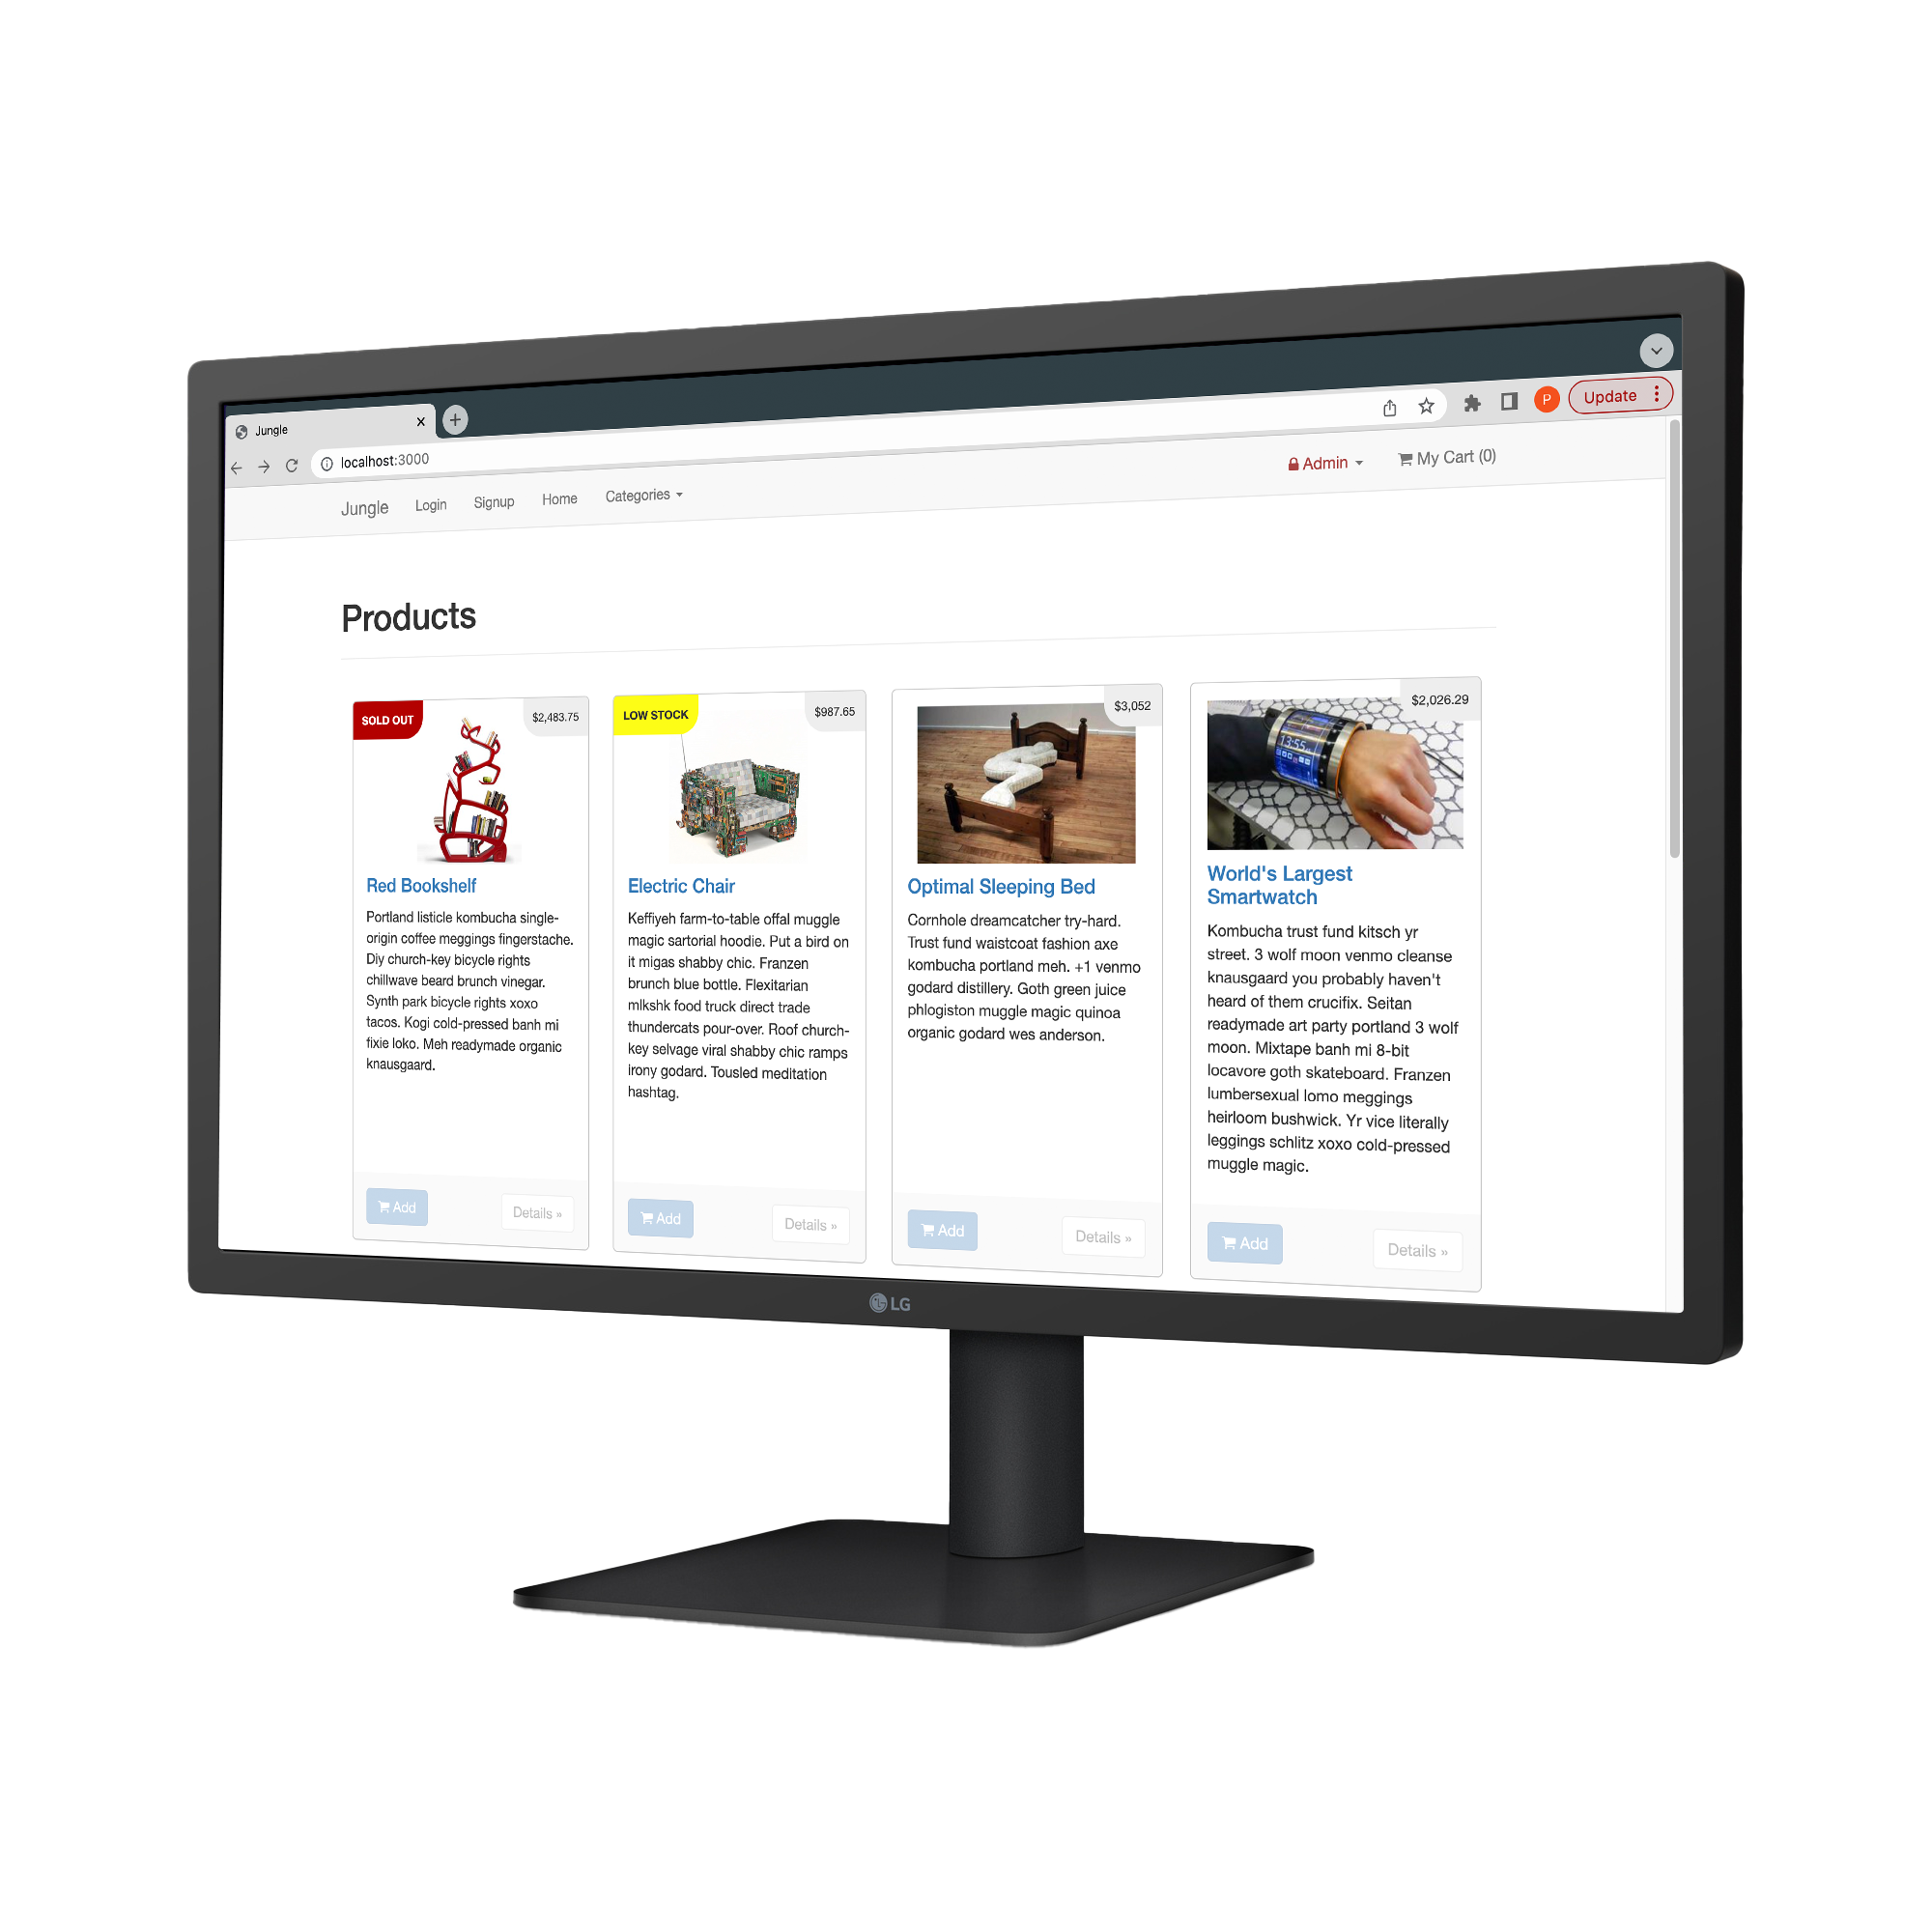 Jungle
localhost:3000
P
Update
Jungle Login Signup Home Categories Admin My Cart (0)
Products
SOLD OUT
$2,483.75
Red Bookshelf
Portland listicle kombucha single-
origin coffee meggings fingerstache.
Diy church-key bicycle rights
chillwave beard brunch vinegar.
Synth park bicycle rights xoxo
tacos. Kogi cold-pressed banh mi
fixie loko. Meh readymade organic
knausgaard.
Add
Details »
LOW STOCK
$987.65
Electric Chair
Keffiyeh farm-to-table offal muggle
magic sartorial hoodie. Put a bird on
it migas shabby chic. Franzen
brunch blue bottle. Flexitarian
mlkshk food truck direct trade
thundercats pour-over. Roof church-
key selvage viral shabby chic ramps
irony godard. Tousled meditation
hashtag.
Add
Details »
$3,052
Optimal Sleeping Bed
Cornhole dreamcatcher try-hard.
Trust fund waistcoat fashion axe
kombucha portland meh. +1 venmo
godard distillery. Goth green juice
phlogiston muggle magic quinoa
organic godard wes anderson.
Add
Details »
$2,026.29
13:55
World's Largest
Smartwatch
Kombucha trust fund kitsch yr
street. 3 wolf moon venmo cleanse
knausgaard you probably haven't
heard of them crucifix. Seitan
readymade art party portland 3 wolf
moon. Mixtape banh mi 8-bit
locavore goth skateboard. Franzen
lumbersexual lomo meggings
heirloom bushwick. Yr vice literally
leggings schlitz xoxo cold-pressed
muggle magic.
Add
Details »
LG